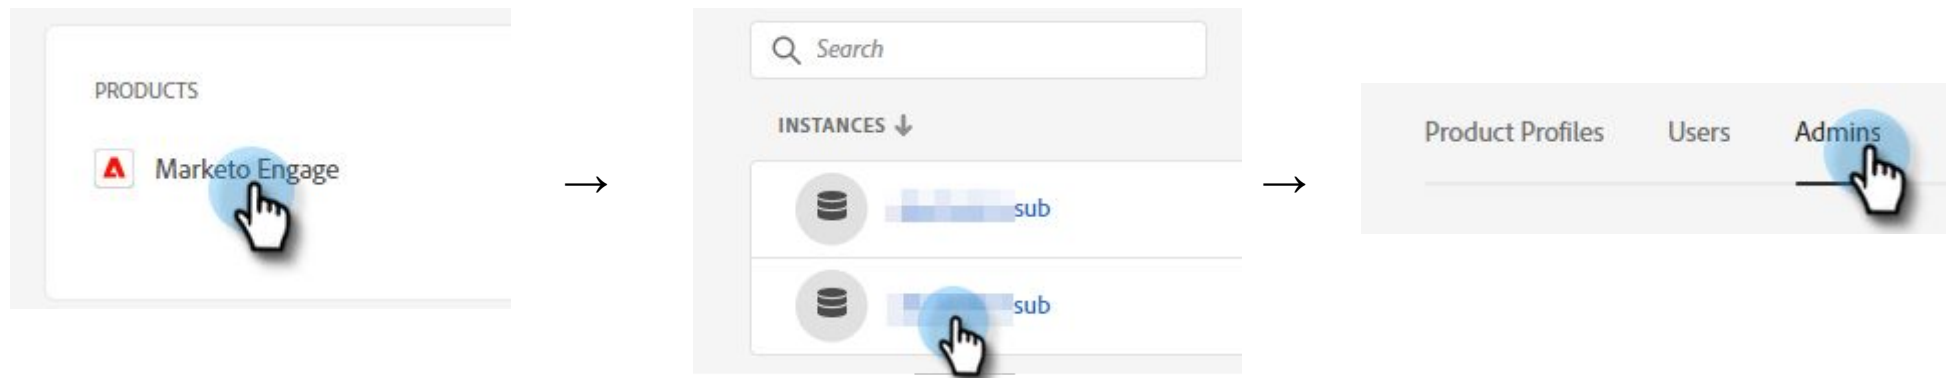 PRODUCTS
Marketo Engage
→
Search
INSTANCES ↓
sub
sub
→
Product Profiles Users Admins